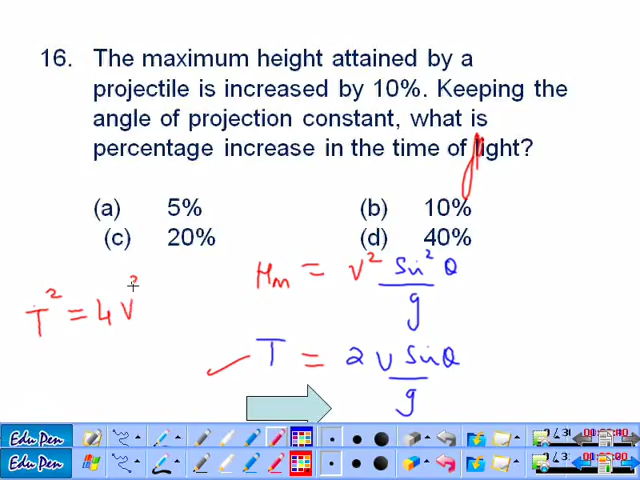 16. The maximum height attained by a
projectile is increased by 10%. Keeping the
angle of projection constant, what is
percentage increase in the time of flight?
(a) 5% (b) 10%
(c) 20% (d) 40%
Hm = v² Sin²θ / g
T² = 4v²
T = 2 v Sinθ / g
Edu Pen
Edu Pen